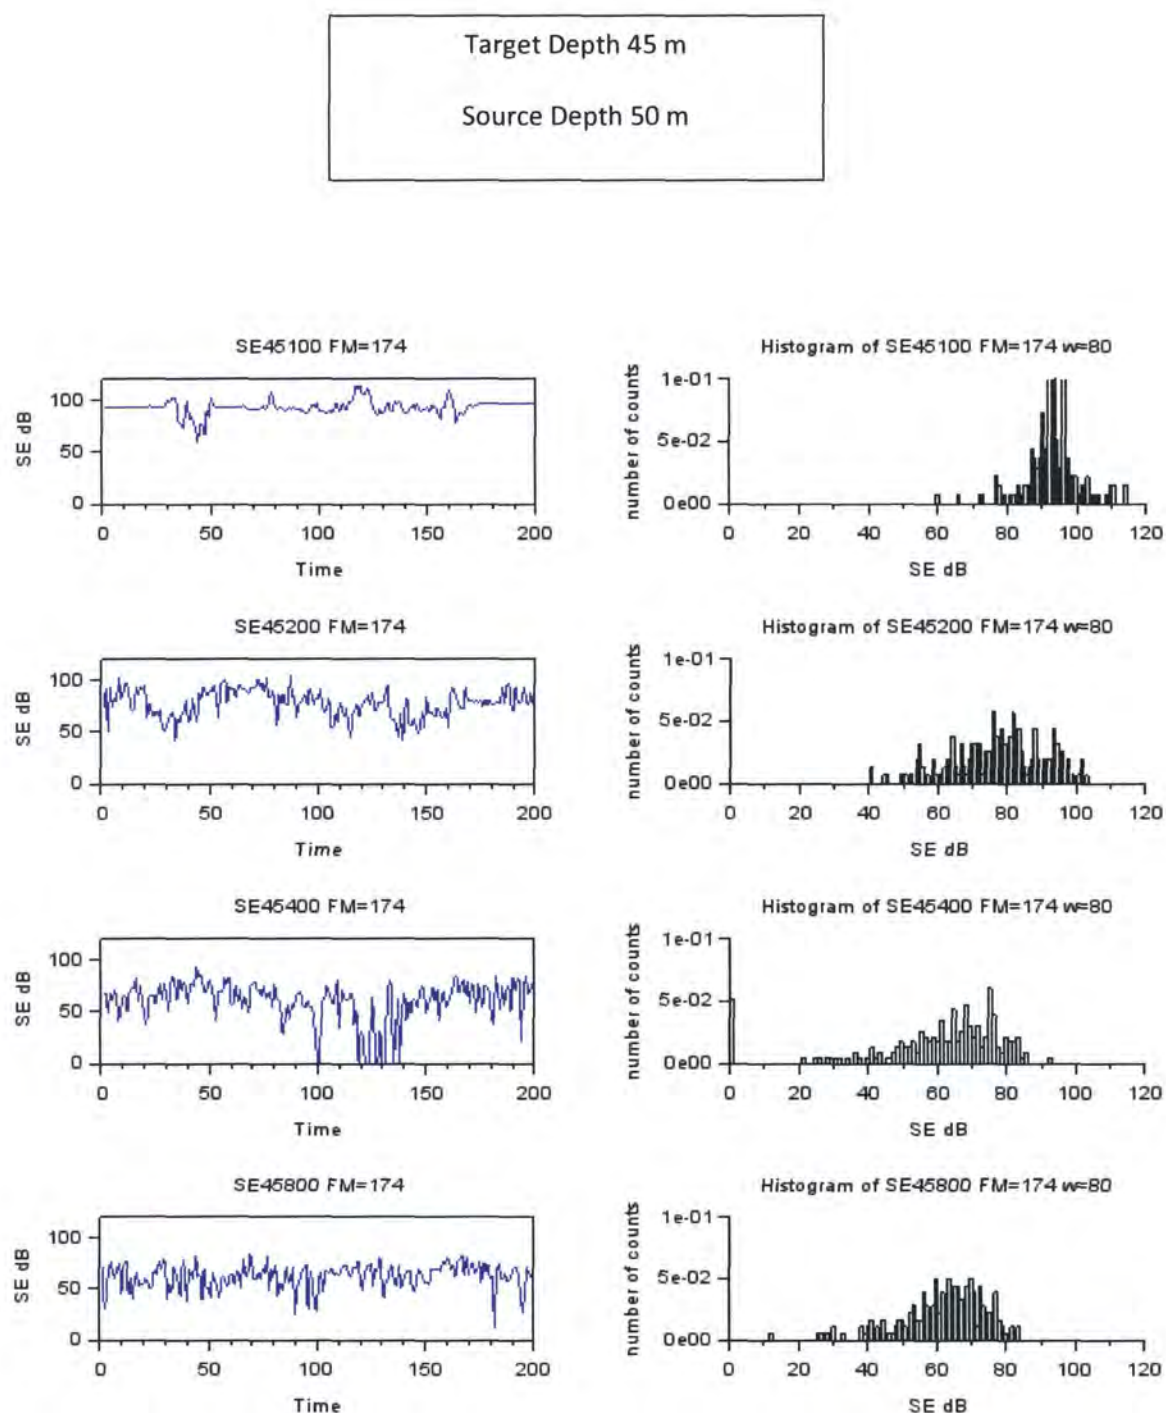 Target Depth 45 m
Source Depth 50 m
SE45100 FM=174
SE dB
100
50
0
0 50 100 150 200
Time
Histogram of SE45100 FM=174 w=80
number of counts
1e-01
5e-02
0e00
0 20 40 60 80 100 120
SE dB
SE45200 FM=174
SE dB
100
50
0
0 50 100 150 200
Time
Histogram of SE45200 FM=174 w=80
number of counts
1e-01
5e-02
0e00
0 20 40 60 80 100 120
SE dB
SE45400 FM=174
SE dB
100
50
0
0 50 100 150 200
Time
Histogram of SE45400 FM=174 w=80
number of counts
1e-01
5e-02
0e00
0 20 40 60 80 100 120
SE dB
SE45800 FM=174
SE dB
100
50
0
0 50 100 150 200
Time
Histogram of SE45800 FM=174 w=80
number of counts
1e-01
5e-02
0e00
0 20 40 60 80 100 120
SE dB